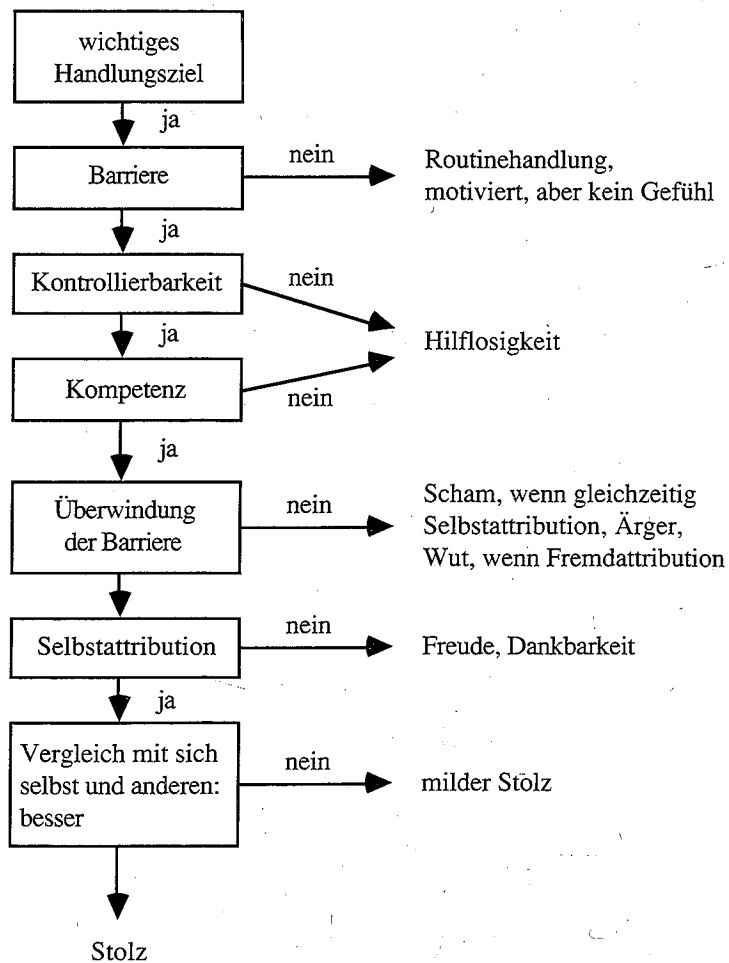 wichtiges
Handlungsziel
ja
Barriere
nein
Routinehandlung,
motiviert, aber kein Gefühl
ja
Kontrollierbarkeit
nein
ja
Hilflosigkeit
Kompetenz
nein
ja
Überwindung
der Barriere
nein
Scham, wenn gleichzeitig
Selbstattribution, Ärger,
Wut, wenn Fremdattribution
Selbstattribution
nein
Freude, Dankbarkeit
ja
Vergleich mit sich
selbst und anderen:
besser
nein
milder Stolz
Stolz